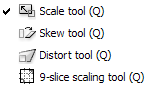 Scale tool (Q)
Skew tool (Q)
Distort tool (Q)
9-slice scaling tool (Q)